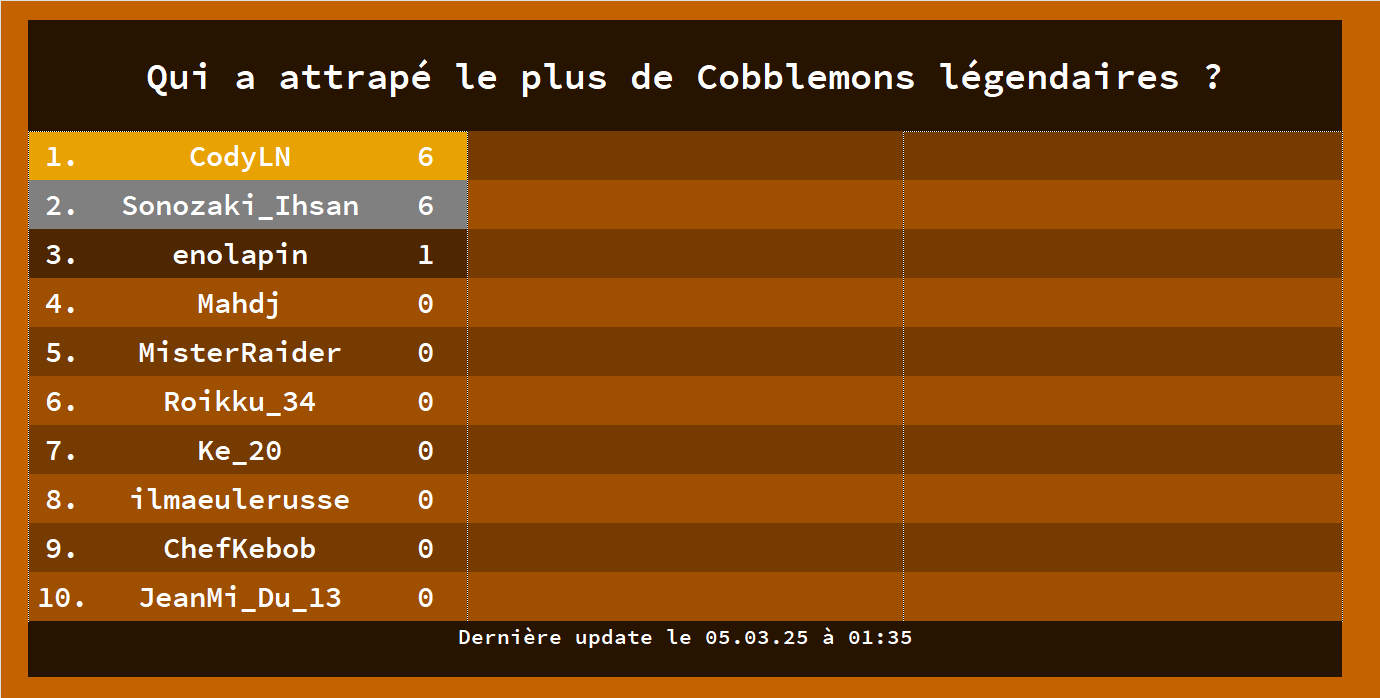 Qui a attrapé le plus de Cobblemons légendaires ?
1. CodyLN 6
2. Sonozaki_Ihsan 6
3. enolapin 1
4. Mahdj 0
5. MisterRaider 0
6. Roikku_34 0
7. Ke_20 0
8. ilmaeulerusse 0
9. ChefKebob 0
10. JeanMi_Du_13 0
Dernière update le 05.03.25 à 01:35